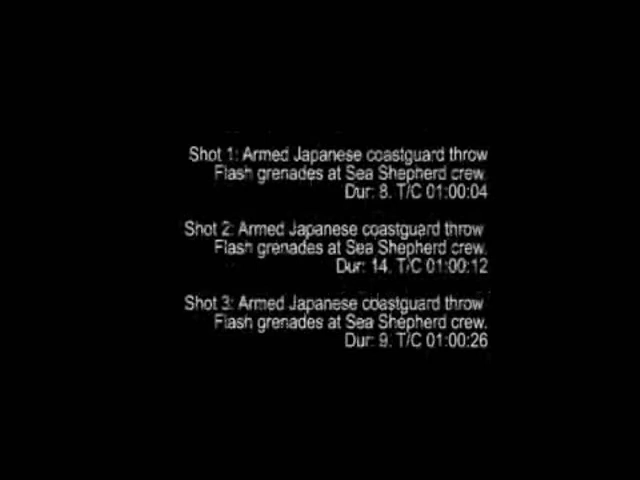 Shot 1: Armed Japanese coastguard throw
Flash grenades at Sea Shepherd crew.
Dur: 8. T/C 01:00:04
Shot 2: Armed Japanese coastguard throw
Flash grenades at Sea Shepherd crew.
Dur: 14. T/C 01:00:12
Shot 3: Armed Japanese coastguard throw
Flash grenades at Sea Shepherd crew.
Dur: 9. T/C 01:00:26